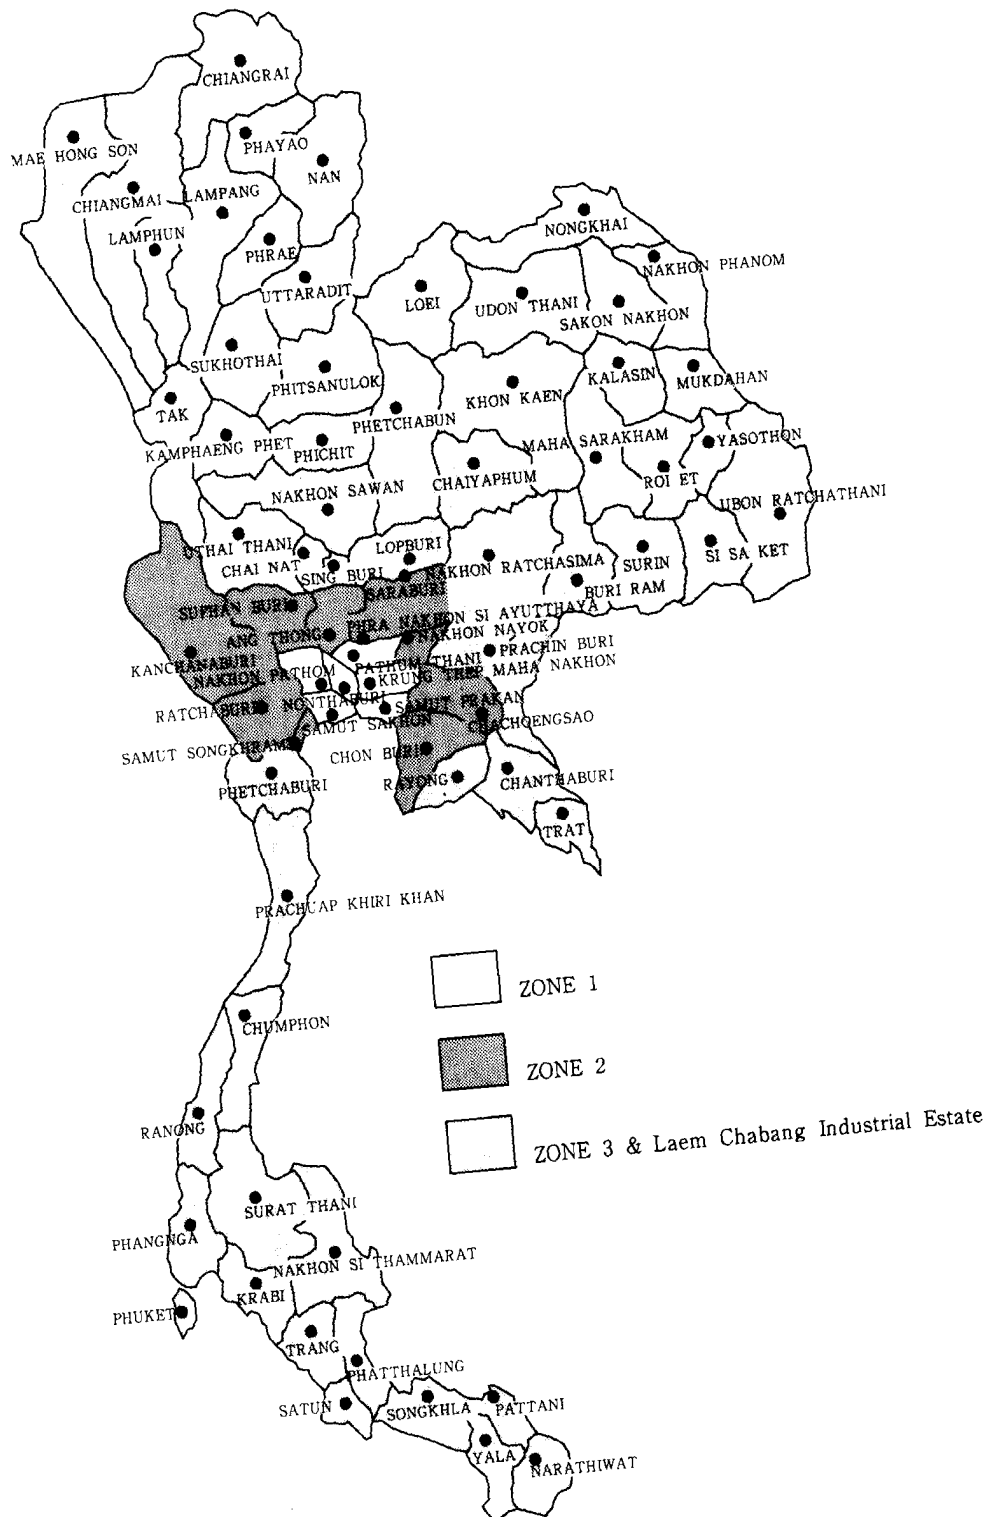 CHIANGRAI
PHAYAO
MAE HONG SON
NAN
CHIANGMAI
LAMPANG
LAMPHUN
PHRAE
UTTARADIT
NONGKHAI
NAKHON PHANOM
LOEI
UDON THANI
SAKON NAKHON
SUKHOTHAI
PHITSANULOK
KALASIN
MUKDAHAN
TAK
KHON KAEN
PHETCHABUN
KAMPHAENG PHET
PHICHIT
MAHA SARAKHAM
YASOTHON
ROI ET
CHAIYAPHUM
NAKHON SAWAN
UBON RATCHATHANI
UTHAI THANI
CHAI NAT
LOPBURI
SING BURI
NAKHON RATCHASIMA
SURIN
SI SA KET
BURI RAM
SARABURI
SUPHAN BURI
PHRA NAKHON SI AYUTTHAYA
ANG THONG
NAKHON NAYOK
PRACHIN BURI
KANCHANABURI
PATHUM THANI
NAKHON PATHOM
KRUNG THEP MAHA NAKHON
RATCHABURI
NONTHABURI
SAMUT PRAKAN
SAMUT SAKHON
CHACHOENGSAO
SAMUT SONGKHRAM
CHON BURI
PHETCHABURI
RAYONG
CHANTHABURI
TRAT
PRACHUAP KHIRI KHAN
ZONE 1
CHUMPHON
ZONE 2
RANONG
ZONE 3 & Laem Chabang Industrial Estate
SURAT THANI
PHANGNGA
NAKHON SI THAMMARAT
KRABI
PHUKET
TRANG
PHATTHALUNG
SATUN
SONGKHLA
PATTANI
YALA
NARATHIWAT